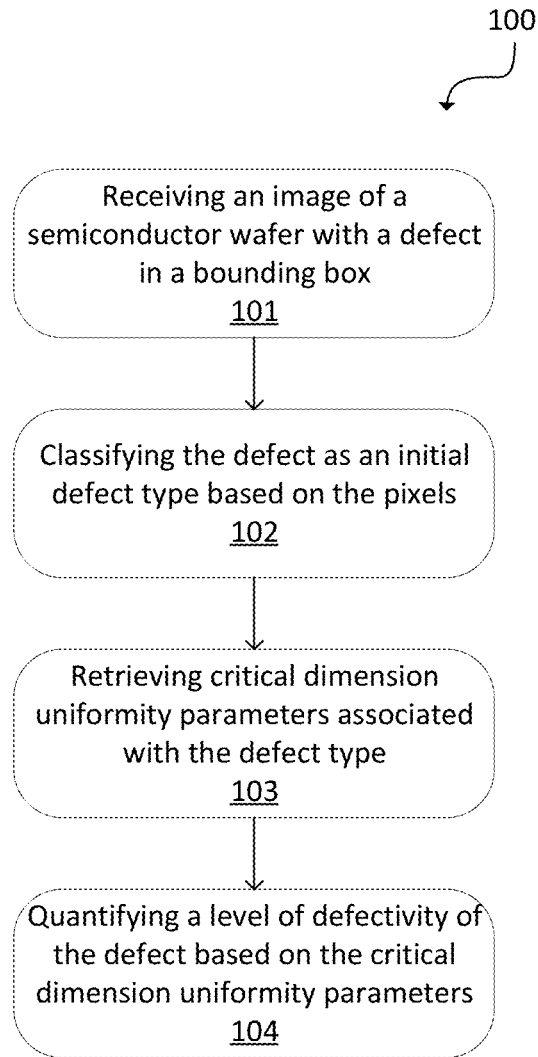 100
Receiving an image of a
semiconductor wafer with a defect
in a bounding box
101
Classifying the defect as an initial
defect type based on the pixels
102
Retrieving critical dimension
uniformity parameters associated
with the defect type
103
Quantifying a level of defectivity of
the defect based on the critical
dimension uniformity parameters
104